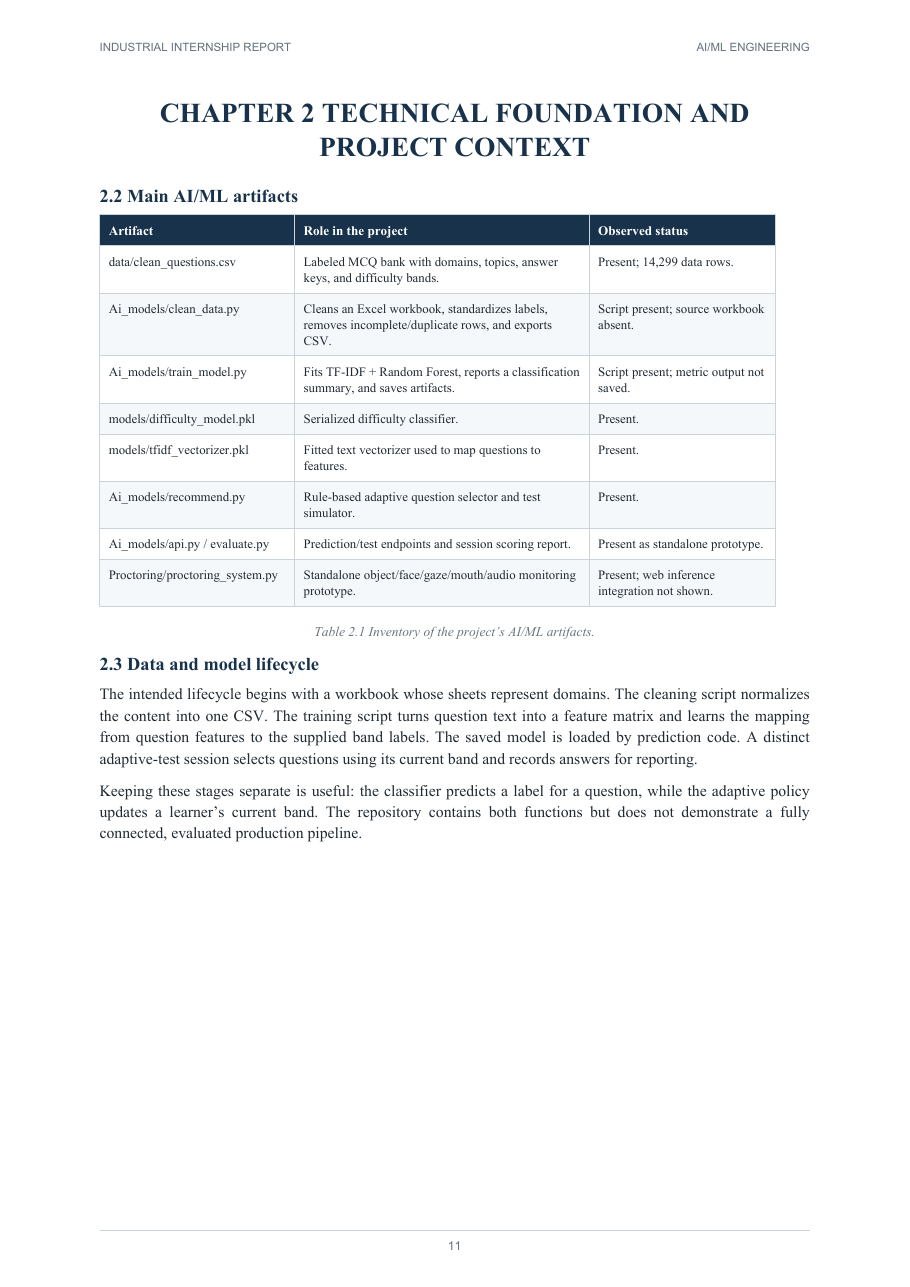 INDUSTRIAL INTERNSHIP REPORT AI/ML ENGINEERING
CHAPTER 2 TECHNICAL FOUNDATION AND
PROJECT CONTEXT
2.2 Main AI/ML artifacts
Artifact Role in the project Observed status
data/clean_questions.csv Labeled MCQ bank with domains, topics, answer Present; 14,299 data rows.
keys, and difficulty bands.
Ai_models/clean_data.py Cleans an Excel workbook, standardizes labels, Script present; source workbook
removes incomplete/duplicate rows, and exports absent.
CSV.
Ai_models/train_model.py Fits TF-IDF + Random Forest, reports a classification Script present; metric output not
summary, and saves artifacts. saved.
models/difficulty_model.pkl Serialized difficulty classifier. Present.
models/tfidf_vectorizer.pkl Fitted text vectorizer used to map questions to Present.
features.
Ai_models/recommend.py Rule-based adaptive question selector and test Present.
simulator.
Ai_models/api.py / evaluate.py Prediction/test endpoints and session scoring report. Present as standalone prototype.
Proctoring/proctoring_system.py Standalone object/face/gaze/mouth/audio monitoring Present; web inference
prototype. integration not shown.
Table 2.1 Inventory of the project’s AI/ML artifacts.
2.3 Data and model lifecycle
The intended lifecycle begins with a workbook whose sheets represent domains. The cleaning script normalizes
the content into one CSV. The training script turns question text into a feature matrix and learns the mapping
from question features to the supplied band labels. The saved model is loaded by prediction code. A distinct
adaptive-test session selects questions using its current band and records answers for reporting.
Keeping these stages separate is useful: the classifier predicts a label for a question, while the adaptive policy
updates a learner’s current band. The repository contains both functions but does not demonstrate a fully
connected, evaluated production pipeline.
11